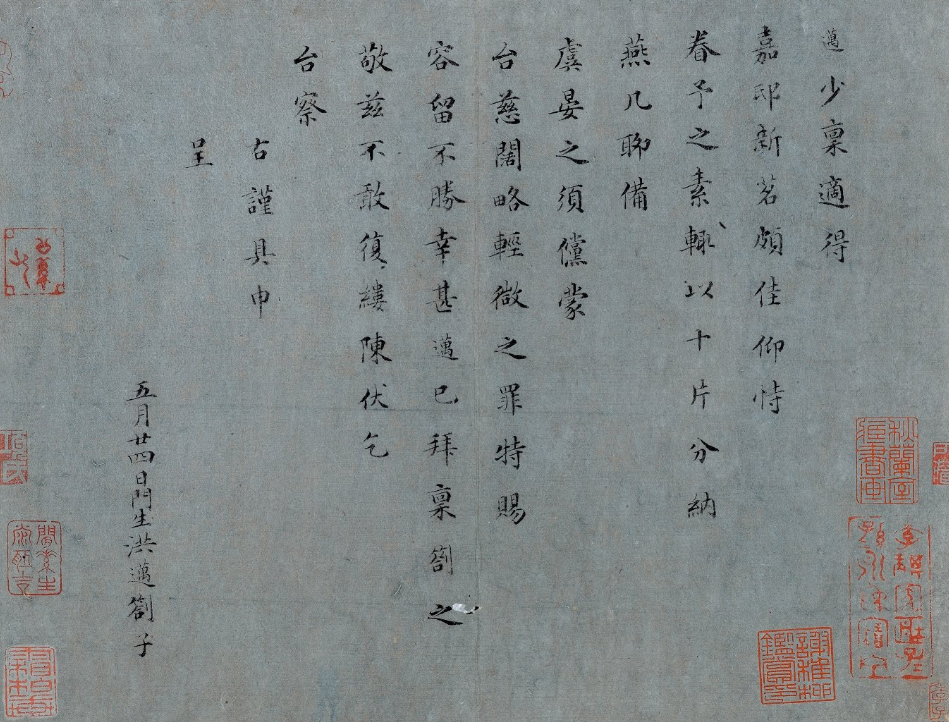 邁少稟適得
嘉邛新茗頗佳仰恃
眷予之素輙以十片分納
燕几聊備
虞晏之須儻蒙
台慈闊略輕微之罪特賜
容留不勝幸甚邁已拜稟劄之
敬茲不敢復縷陳伏乞
台察
右謹具申
呈
五月廿四日門生洪邁劄子